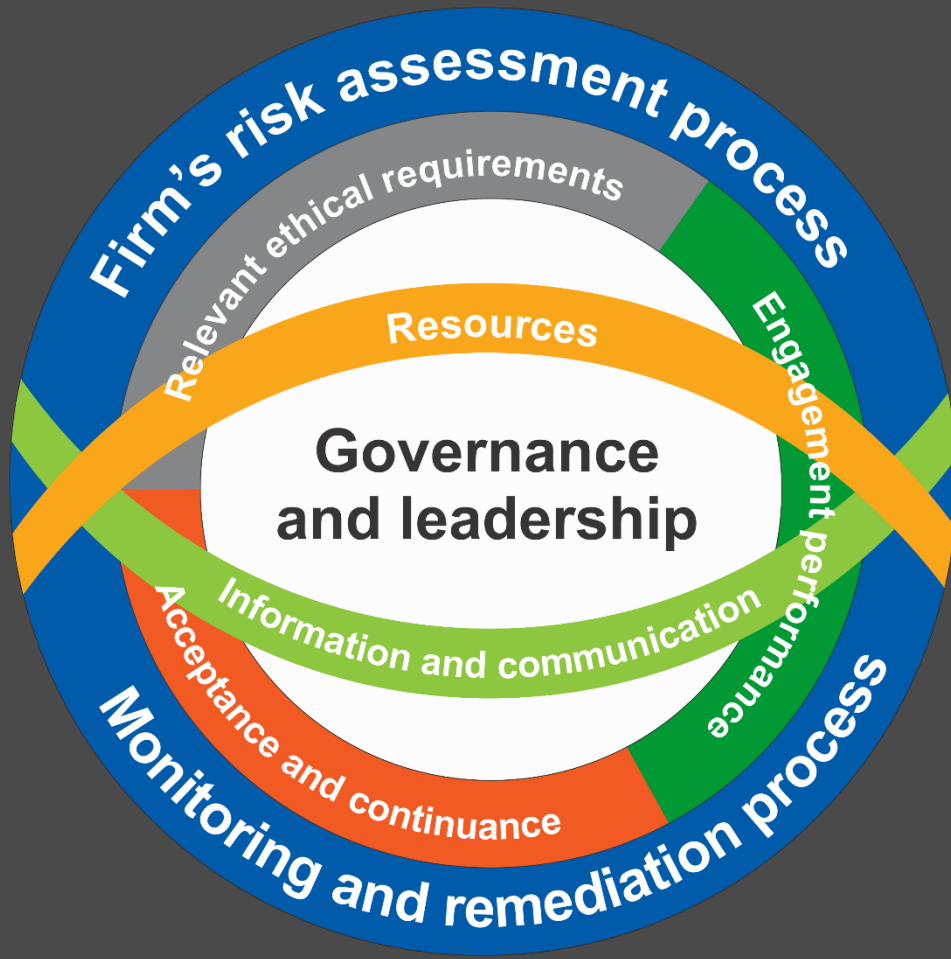 Firm’s risk assessment process
Relevant ethical requirements
Resources
Engagement performance
Governance
and leadership
Information and communication
Acceptance and continuance
Monitoring and remediation process